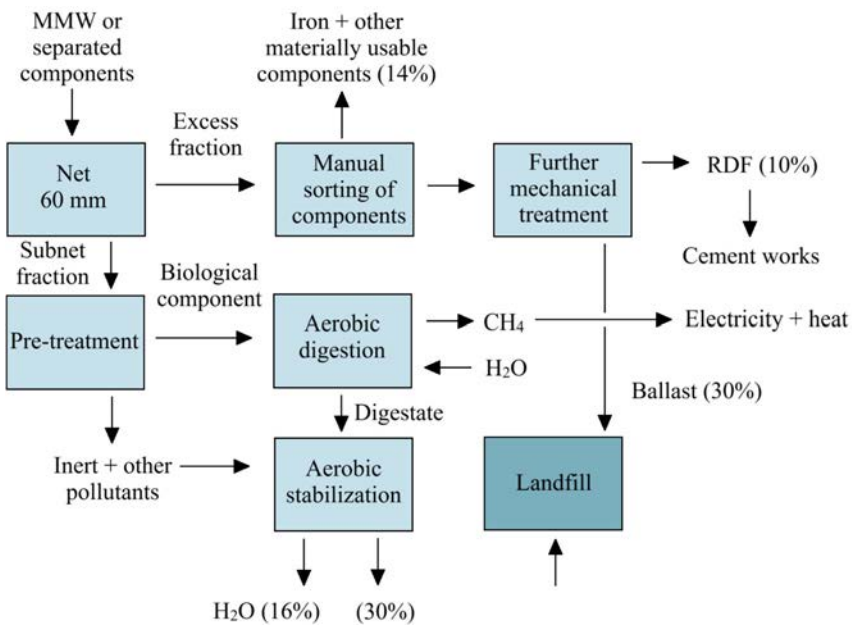 MMW or
separated
components
Iron + other
materially usable
components (14%)
Excess
fraction
Net
60 mm
Manual
sorting of
components
Further
mechanical
treatment
RDF (10%)
Cement works
Subnet
fraction
Biological
component
Pre-treatment
Aerobic
digestion
CH₄
Electricity + heat
H₂O
Ballast (30%)
Digestate
Inert + other
pollutants
Aerobic
stabilization
Landfill
H₂O (16%)
(30%)